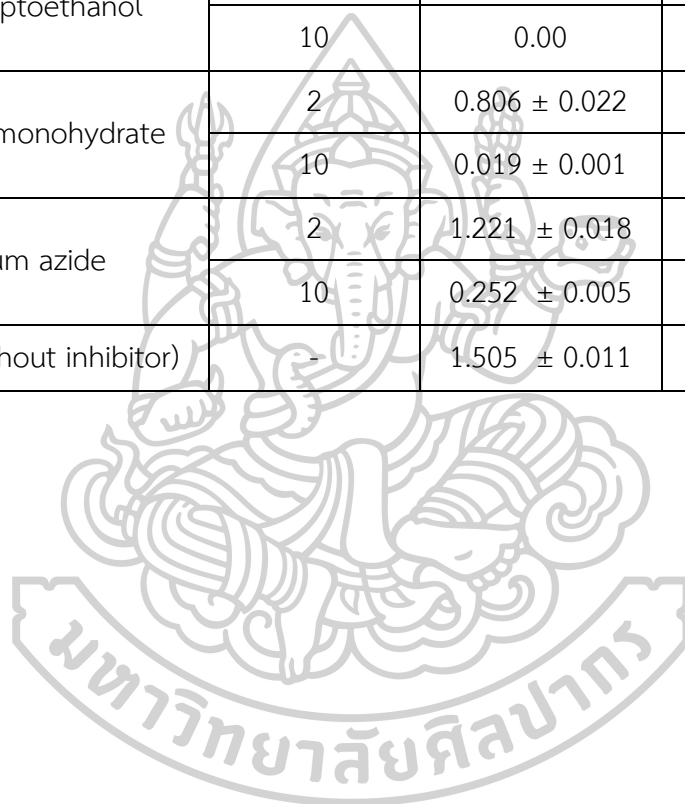 ptoethanol
10 0.00
monohydrate
2 0.806 ± 0.022
10 0.019 ± 0.001
um azide
2 1.221 ± 0.018
10 0.252 ± 0.005
hout inhibitor) - 1.505 ± 0.011
มหาวิทยาลัยศิลปากร